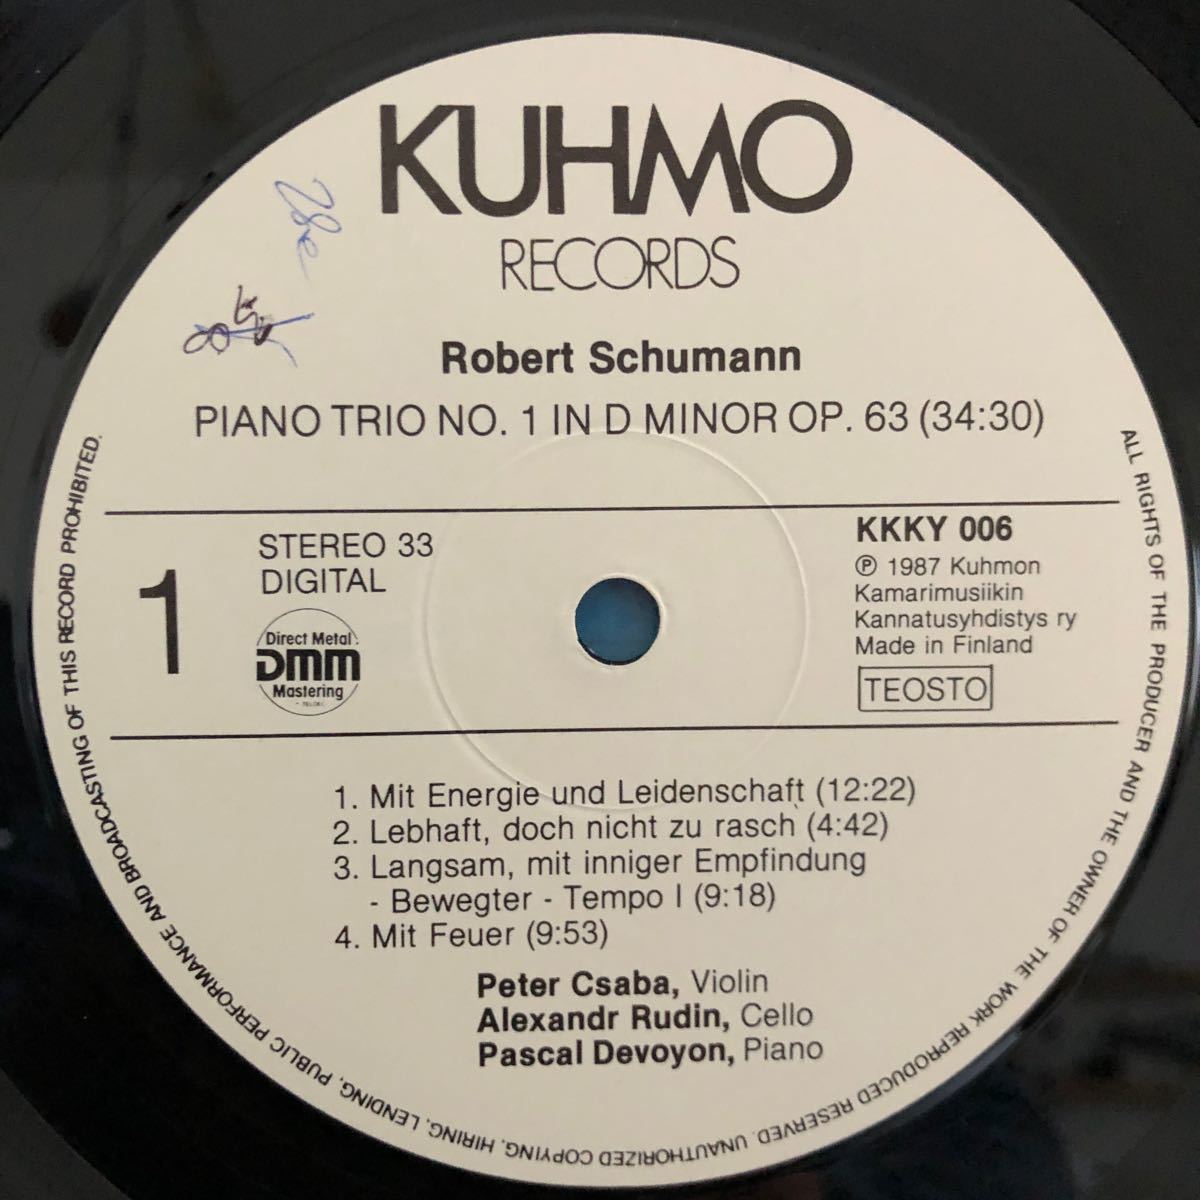 KUHMO
RECORDS
Robert Schumann
PIANO TRIO NO. 1 IN D MINOR OP. 63 (34:30)
1
STEREO 33
DIGITAL
Direct Metal
DMM
Mastering
KKKY 006
℗ 1987 Kuhmon
Kamarimusiikin
Kannatusyhdistys ry
Made in Finland
TEOSTO
1. Mit Energie und Leidenschaft (12:22)
2. Lebhaft, doch nicht zu rasch (4:42)
3. Langsam, mit inniger Empfindung
- Bewegter - Tempo I (9:18)
4. Mit Feuer (9:53)
Peter Csaba, Violin
Alexandr Rudin, Cello
Pascal Devoyon, Piano
ALL RIGHTS OF THE PRODUCER AND THE OWNER OF THE WORK REPRODUCED RESERVED. UNAUTHORIZED COPYING, HIRING, LENDING, PUBLIC PERFORMANCE AND BROADCASTING OF THIS RECORD PROHIBITED.